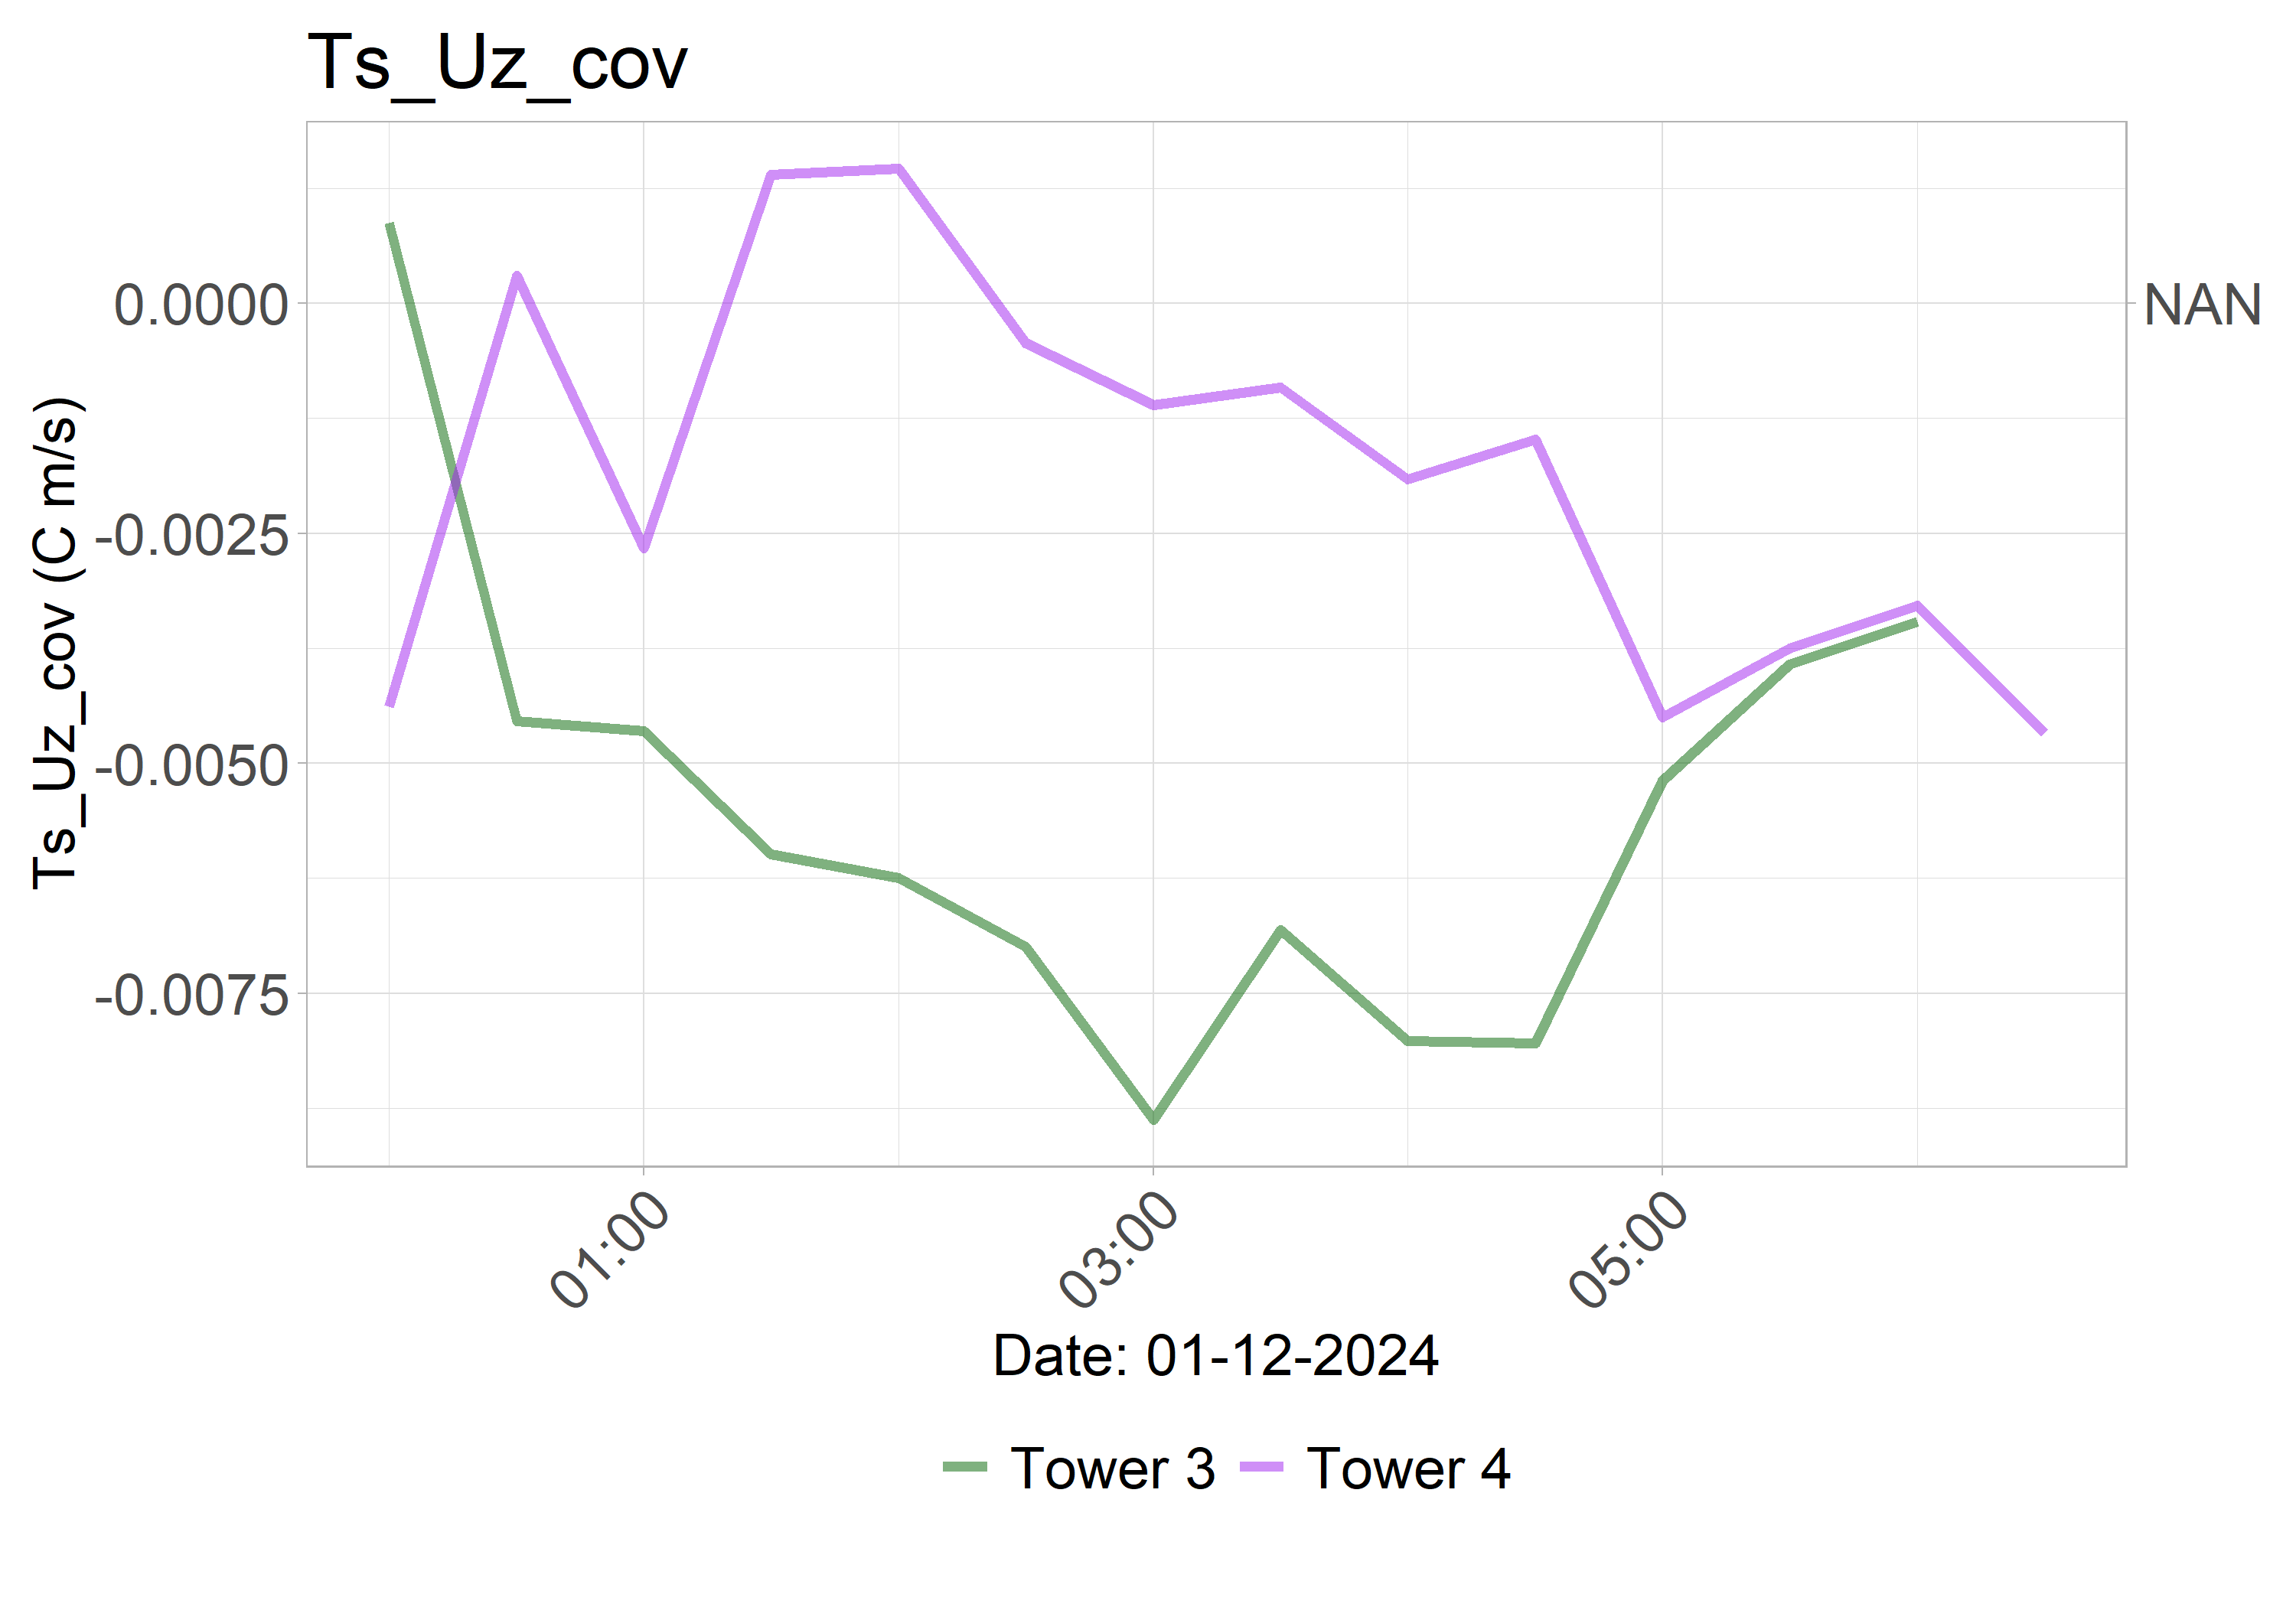 Ts_Uz_cov
Ts_Uz_cov (C m/s)
0.0000
-0.0025
-0.0050
-0.0075
NAN
01:00
03:00
05:00
Date: 01-12-2024
Tower 3 Tower 4